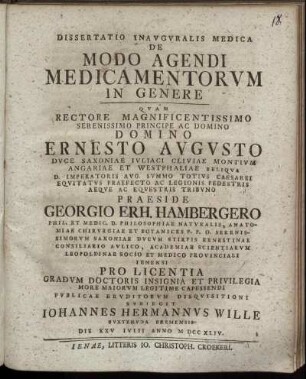 18.
DISSERTATIO INAVGVRALIS MEDICA
DE
MODO AGENDI
MEDICAMENTORVM
IN GENERE
QVAM
RECTORE MAGNIFICENTISSIMO
SERENISSIMO PRINCIPE AC DOMINO
DOMINO
ERNESTO AVGVSTO
DVCE SAXONIAE IVLIACI CLIVIAE MONTIVM
ANGARIAE ET WESTPHALIAE RELIQVA
D. IMPERATORIS AVG. SVMMO TOTIVS CAESAREI
EQVITATVS PRAEFECTO AC LEGIONIS PEDESTRIS
AEQVE AC EQVESTRIS TRIBVNO
PRAESIDE
GEORGIO ERH. HAMBERGERO
PHIL. ET MEDIC. D. PHILOSOPHIAE NATVRALIS, ANATO-
MIAE CHIRVRGIAE ET BOTANICES P. P. O. SERENIS-
SIMORVM SAXONIAE DVCVM STIRPIS ERNESTINAE
CONSILIARIO AVLICO, ACADEMIAE SCIENTIARVM
LEOPOLDINAE SOCIO ET MEDICO PROVINCIALI
IENENSI
PRO LICENTIA
GRADVM DOCTORIS INSIGNIA ET PRIVILEGIA
MORE MAIORVM LEGITIME CAPESSENDI
PVBLICAE ERVDITORVM DISQVISITIONI
SVBIICIET
IOHANNES HERMANNVS WILLE
BVXTEHVDA BREMENSIS
DIE XXV IVLII ANNO M DCC XLIV.
IENAE, LITTERIS IO. CHRISTOPH. CROEKERI.